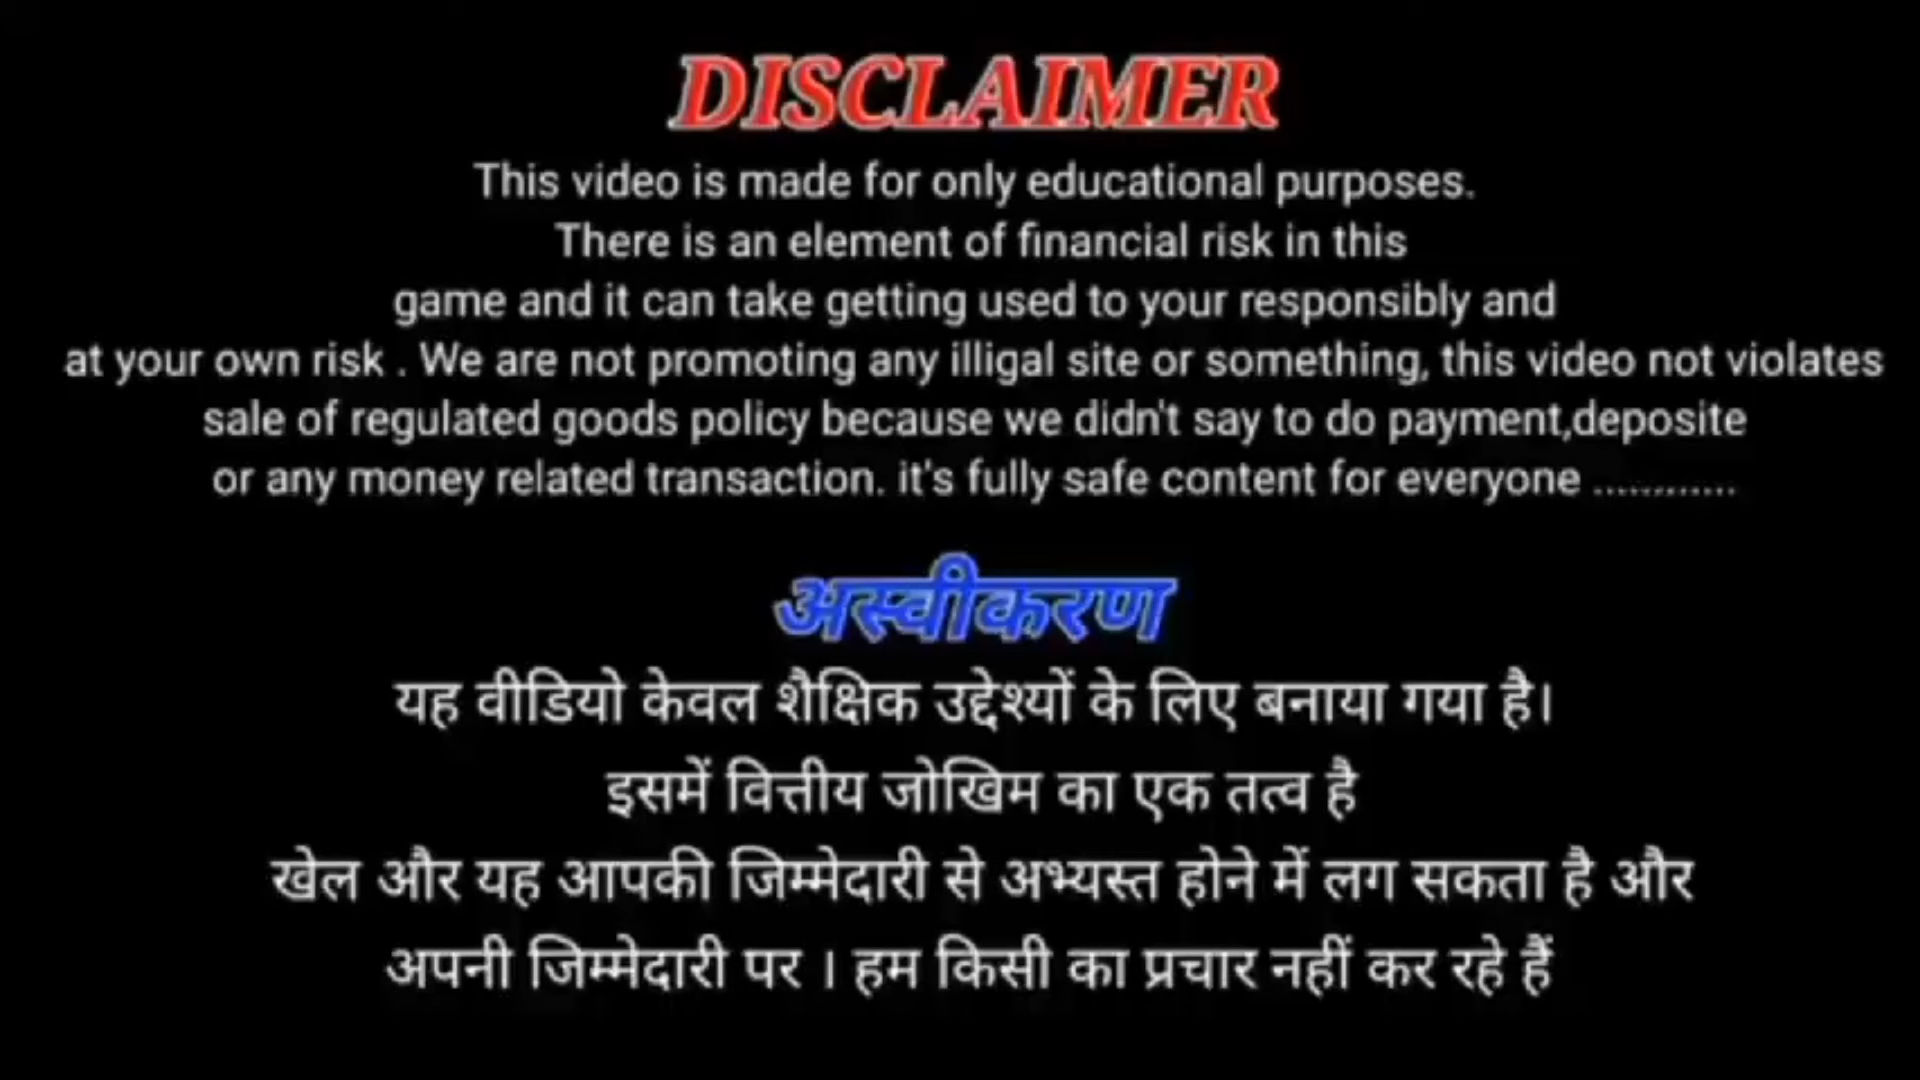 DISCLAIMER
This video is made for only educational purposes.
There is an element of financial risk in this
game and it can take getting used to your responsibly and
at your own risk . We are not promoting any illigal site or something, this video not violates
sale of regulated goods policy because we didn't say to do payment,deposite
or any money related transaction. it's fully safe content for everyone ............
अस्वीकरण
यह वीडियो केवल शैक्षिक उद्देश्यों के लिए बनाया गया है।
इसमें वित्तीय जोखिम का एक तत्व है
खेल और यह आपकी जिम्मेदारी से अभ्यस्त होने में लग सकता है और
अपनी जिम्मेदारी पर । हम किसी का प्रचार नहीं कर रहे हैं